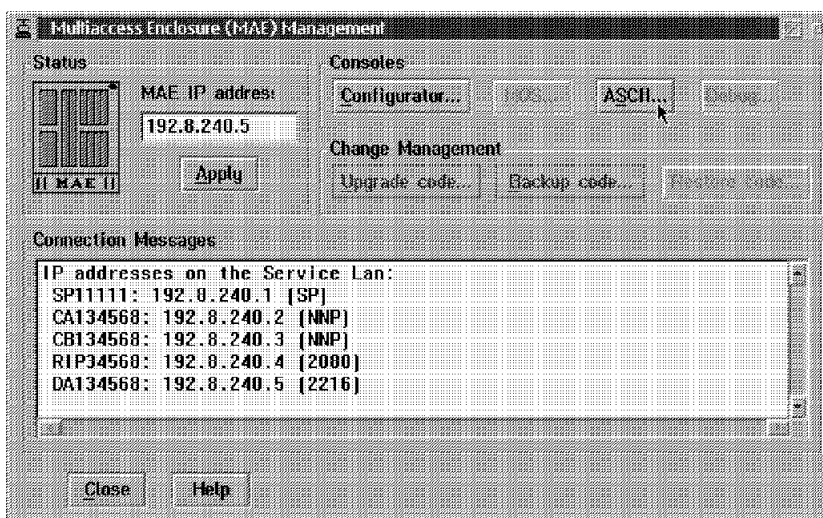 Multiaccess Enclosure (MAE) Management
Status
MAE IP address
192.8.240.5
Apply
|| MAE ||
Consoles
Configurator...
MOS...
ASCII...
Debug...
Change Management
Upgrade code...
Backup code...
Restore code...
Connection Messages
IP addresses on the Service Lan:
SP11111: 192.8.240.1 (SP)
CA134568: 192.8.240.2 (NNP)
CB134568: 192.8.240.3 (NNP)
RIP34568: 192.8.240.4 (2080)
DA134568: 192.8.240.5 (2216)
Close
Help